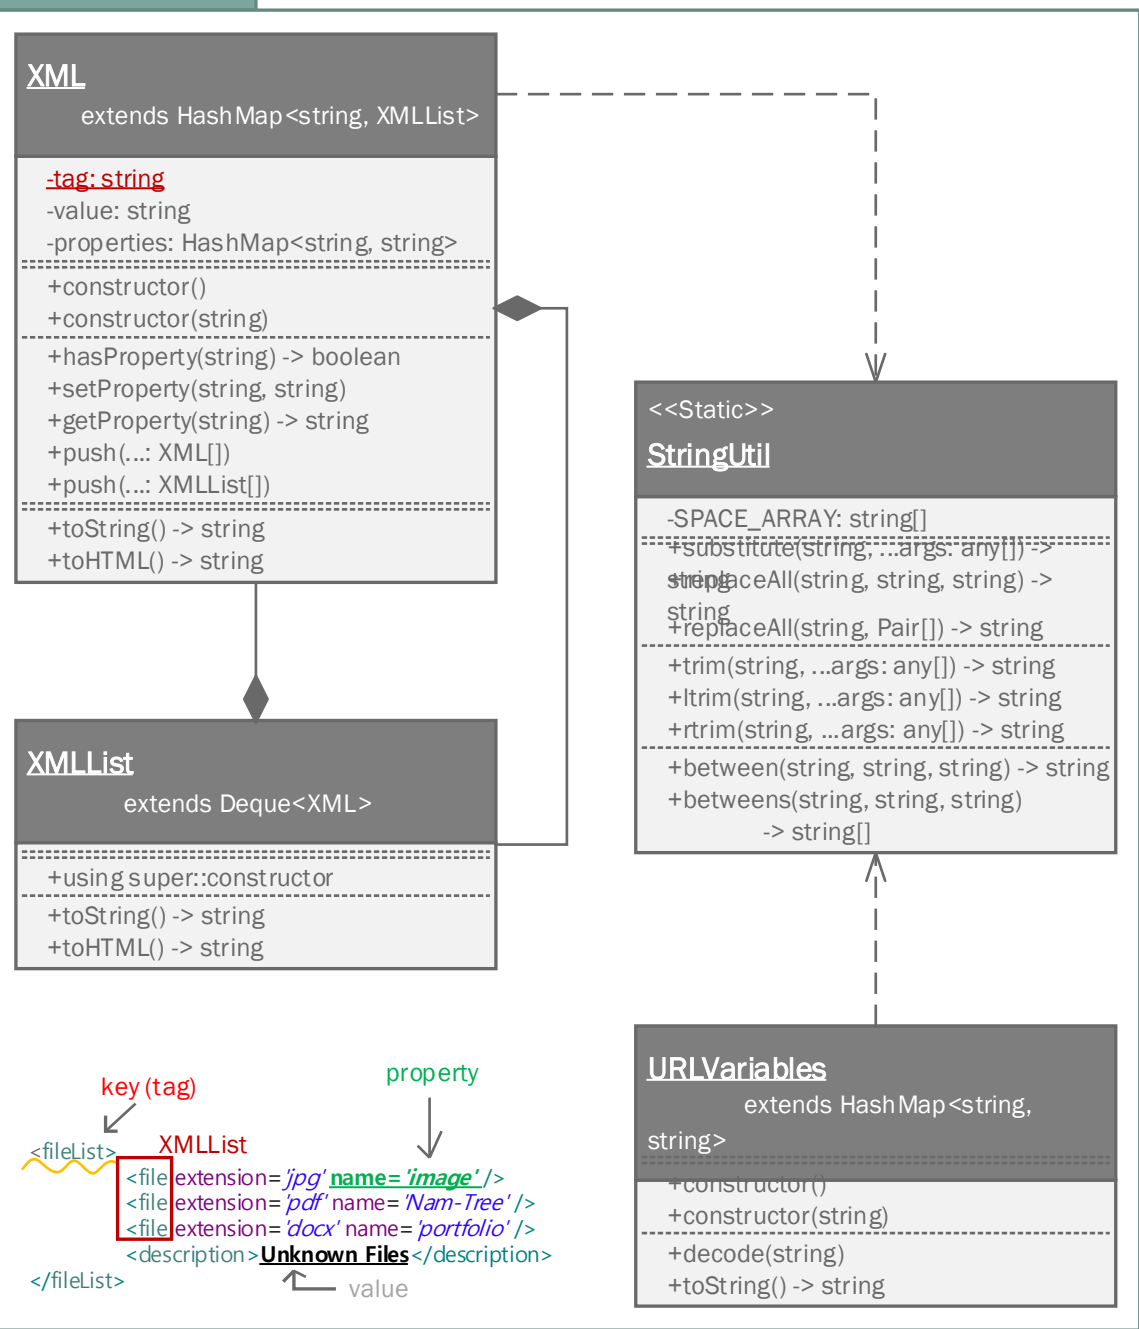 XML
extends HashMap<string, XMLList>
-tag: string
-value: string
-properties: HashMap<string, string>
+constructor()
+constructor(string)
+hasProperty(string) -> boolean
+setProperty(string, string)
+getProperty(string) -> string
+push(...: XML[])
+push(...: XMLList[])
+toString() -> string
+toHTML() -> string
XMLList
extends Deque<XML>
+using super::constructor
+toString() -> string
+toHTML() -> string
<<Static>>
StringUtil
-SPACE_ARRAY: string[]
+substitute(string, ...args: any[]) ->
string
+replaceAll(string, string, string) ->
string
+replaceAll(string, Pair[]) -> string
+trim(string, ...args: any[]) -> string
+ltrim(string, ...args: any[]) -> string
+rtrim(string, ...args: any[]) -> string
+between(string, string, string) -> string
+betweens(string, string, string)
-> string[]
URLVariables
extends HashMap<string,
string>
+constructor()
+constructor(string)
+decode(string)
+toString() -> string
key (tag)
property
<fileList>
XMLList
<file extension='jpg' name='image' />
<file extension='pdf' name='Nam-Tree' />
<file extension='docx' name='portfolio' />
<description>Unknown Files</description>
</fileList>
value